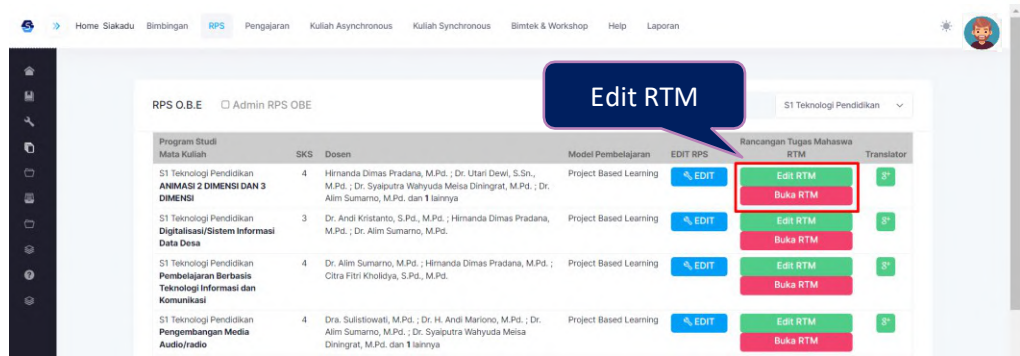 Home Siakadu Bimbingan RPS Pengajaran Kuliah Asynchronous Kuliah Synchronous Bimtek & Workshop Help Laporan
Edit RTM
RPS O.B.E Admin RPS OBE S1 Teknologi Pendidikan
Program Studi
Mata Kuliah SKS Dosen Model Pembelajaran EDIT RPS Rancangan Tugas Mahaswa
RTM Translator
S1 Teknologi Pendidikan
ANIMASI 2 DIMENSI DAN 3
DIMENSI
4
Hirnanda Dimas Pradana, M.Pd. ; Dr. Utari Dewi, S.Sn.,
M.Pd. ; Dr. Syaiputra Wahyuda Meisa Diningrat, M.Pd. ; Dr.
Alim Sumarno, M.Pd. dan 1 lainnya
Project Based Learning
EDIT
Edit RTM
Buka RTM
S1 Teknologi Pendidikan
Digitalisasi/Sistem Informasi
Data Desa
3
Dr. Andi Kristanto, S.Pd., M.Pd. ; Hirnanda Dimas Pradana,
M.Pd. ; Dr. Alim Sumarno, M.Pd.
Project Based Learning
EDIT
Edit RTM
Buka RTM
S1 Teknologi Pendidikan
Pembelajaran Berbasis
Teknologi Informasi dan
Komunikasi
4
Dr. Alim Sumarno, M.Pd. ; Hirnanda Dimas Pradana, M.Pd. ;
Citra Fitri Kholidya, S.Pd., M.Pd.
Project Based Learning
EDIT
Edit RTM
Buka RTM
S1 Teknologi Pendidikan
Pengembangan Media
Audio/radio
4
Dra. Sulistiowati, M.Pd. ; Dr. H. Andi Mariono, M.Pd. ; Dr.
Alim Sumarno, M.Pd. ; Dr. Syaiputra Wahyuda Meisa
Diningrat, M.Pd. dan 1 lainnya
Project Based Learning
EDIT
Edit RTM
Buka RTM